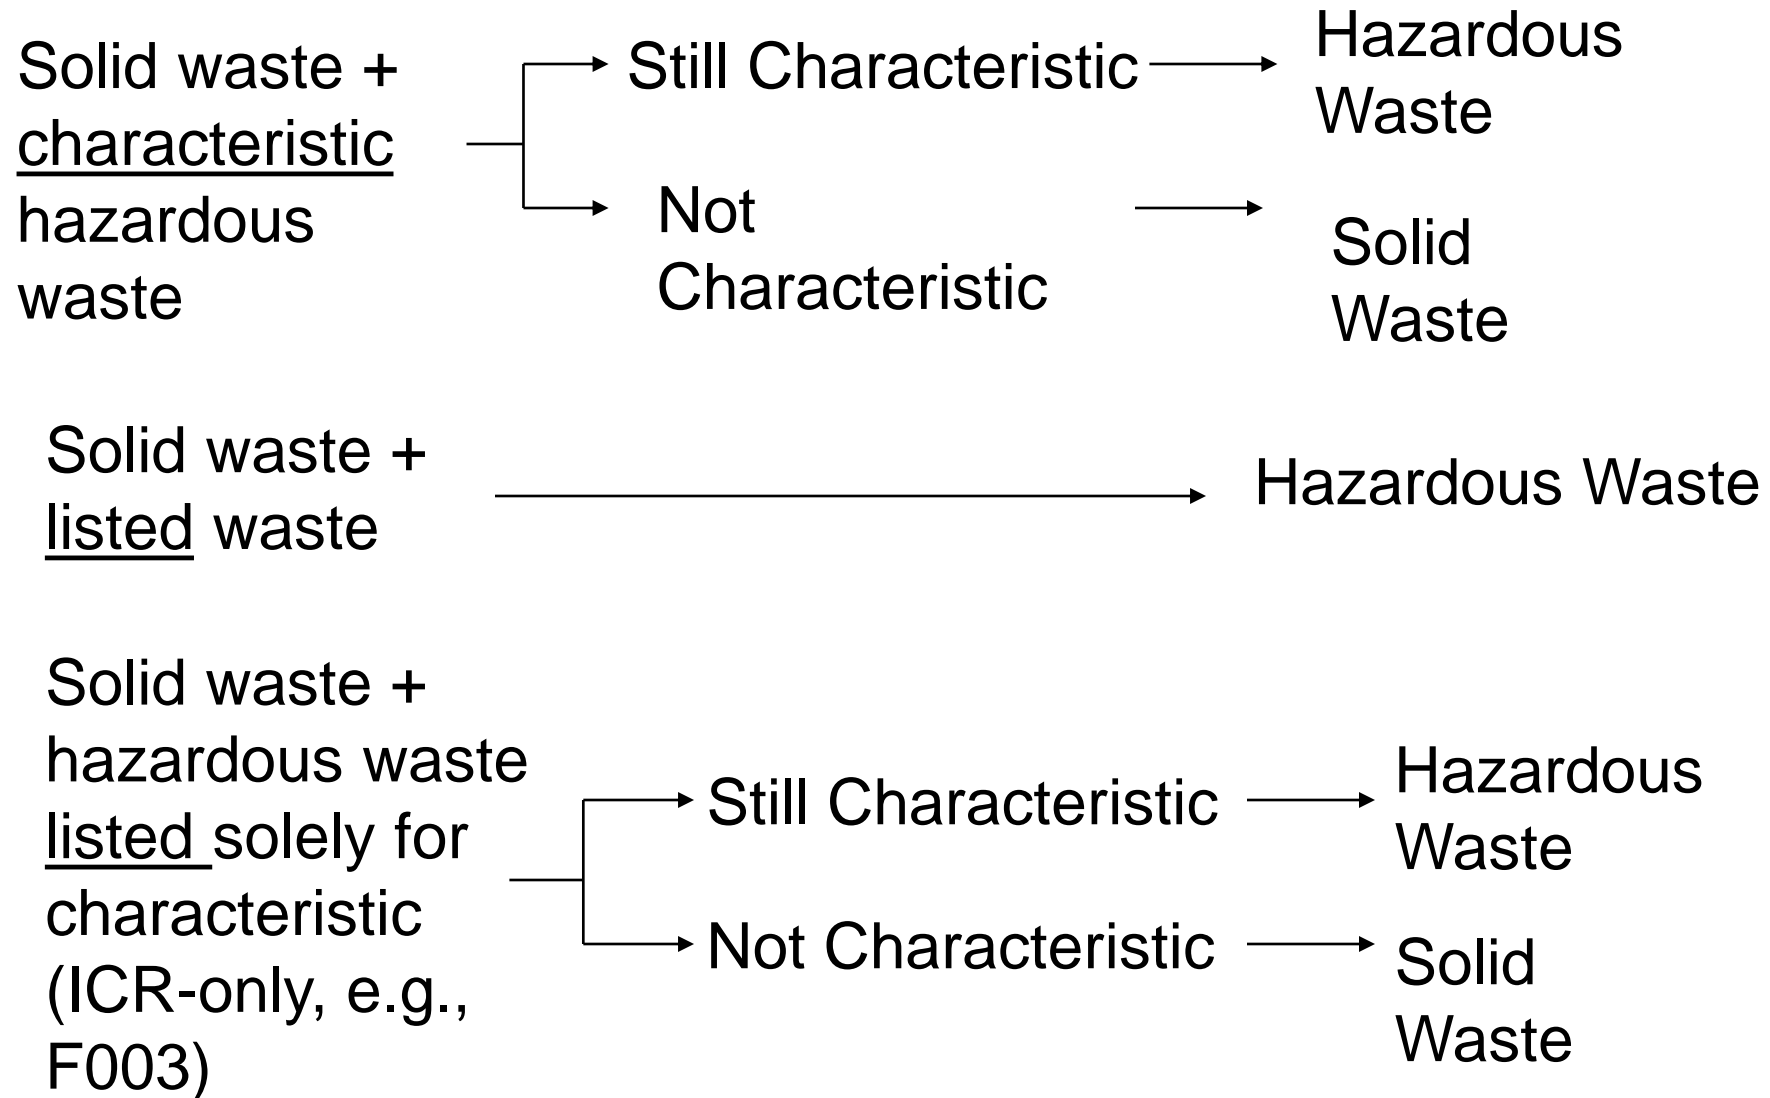 Solid waste +
characteristic
hazardous
waste
Still Characteristic
Hazardous
Waste
Not
Characteristic
Solid
Waste
Solid waste +
listed waste
Hazardous Waste
Solid waste +
hazardous waste
listed solely for
characteristic
(ICR-only, e.g.,
F003)
Still Characteristic
Hazardous
Waste
Not Characteristic
Solid
Waste